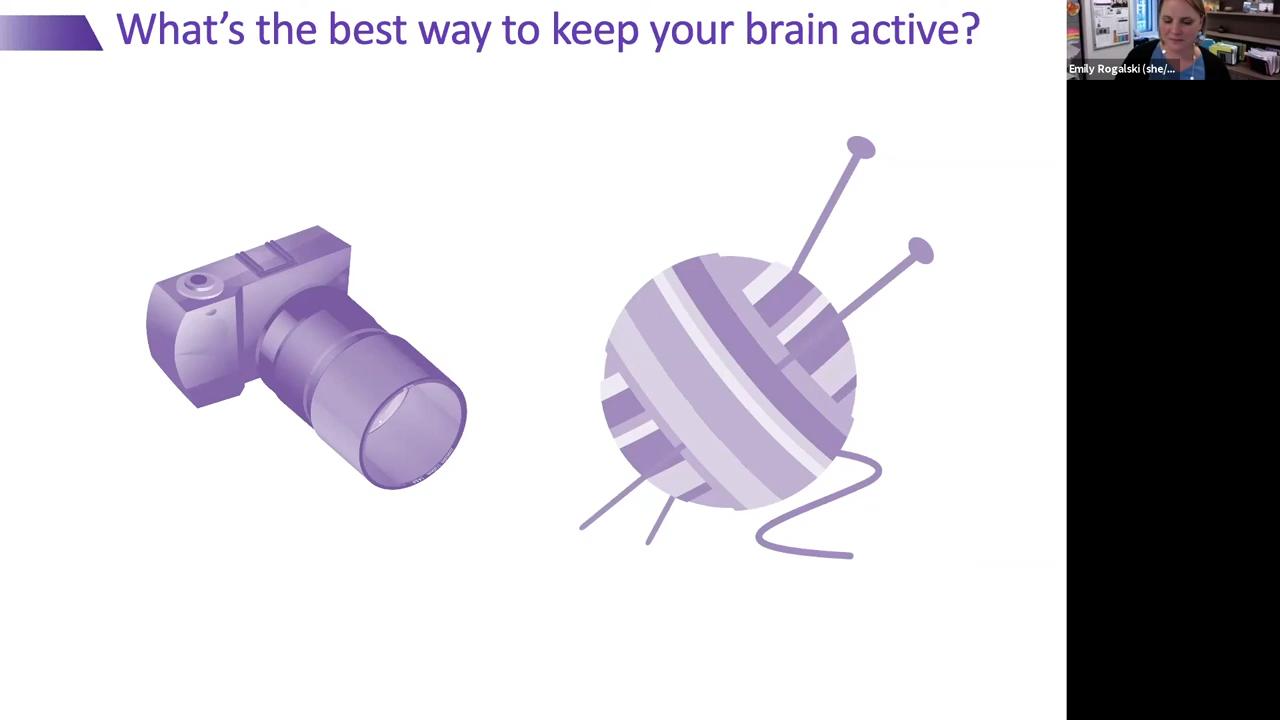 What's the best way to keep your brain active?
Emily Rogalski (she/...